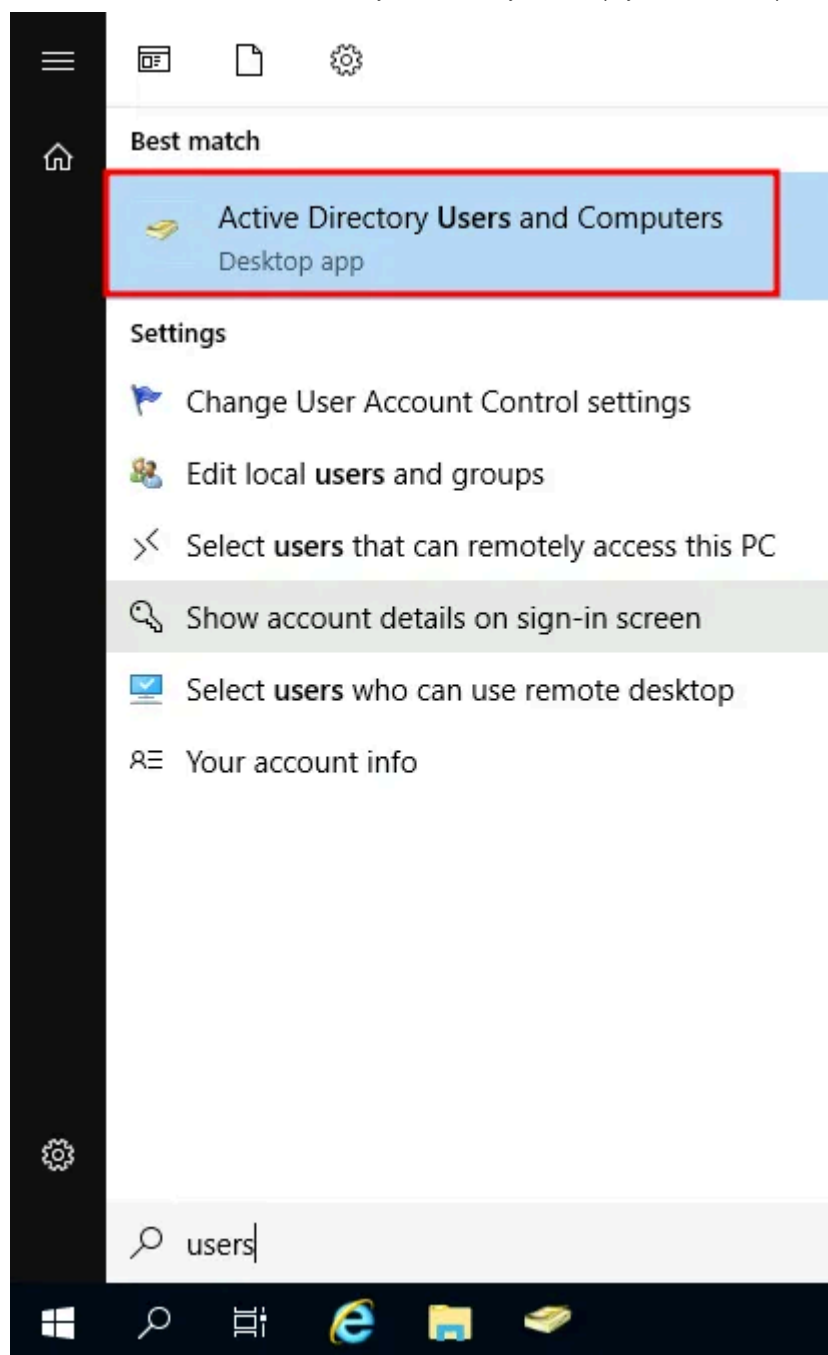 Best match
Active Directory Users and Computers
Desktop app
Settings
Change User Account Control settings
Edit local users and groups
Select users that can remotely access this PC
Show account details on sign-in screen
Select users who can use remote desktop
Your account info
users